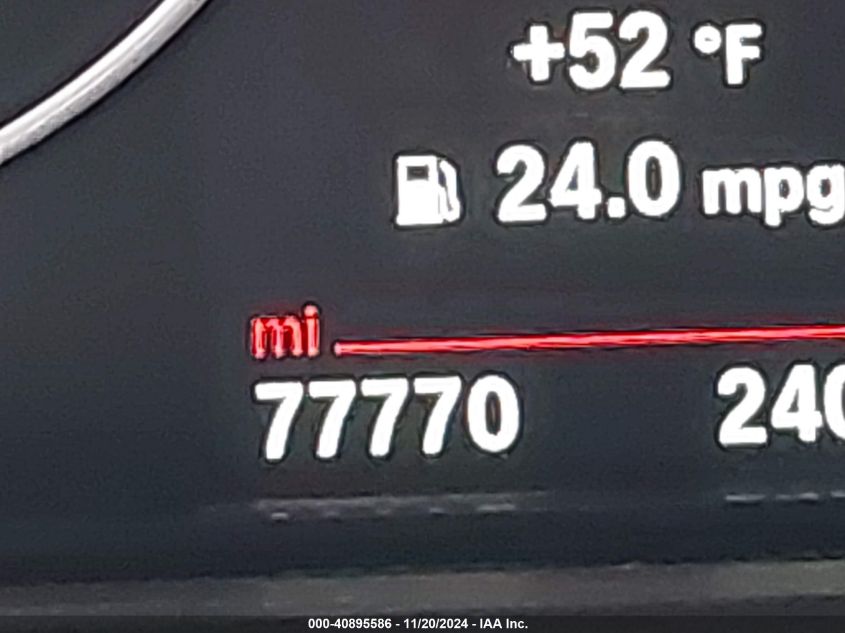 +52 °F
24.0 mpg
mi
77770 240
000-40895586 - 11/20/2024 - IAA Inc.